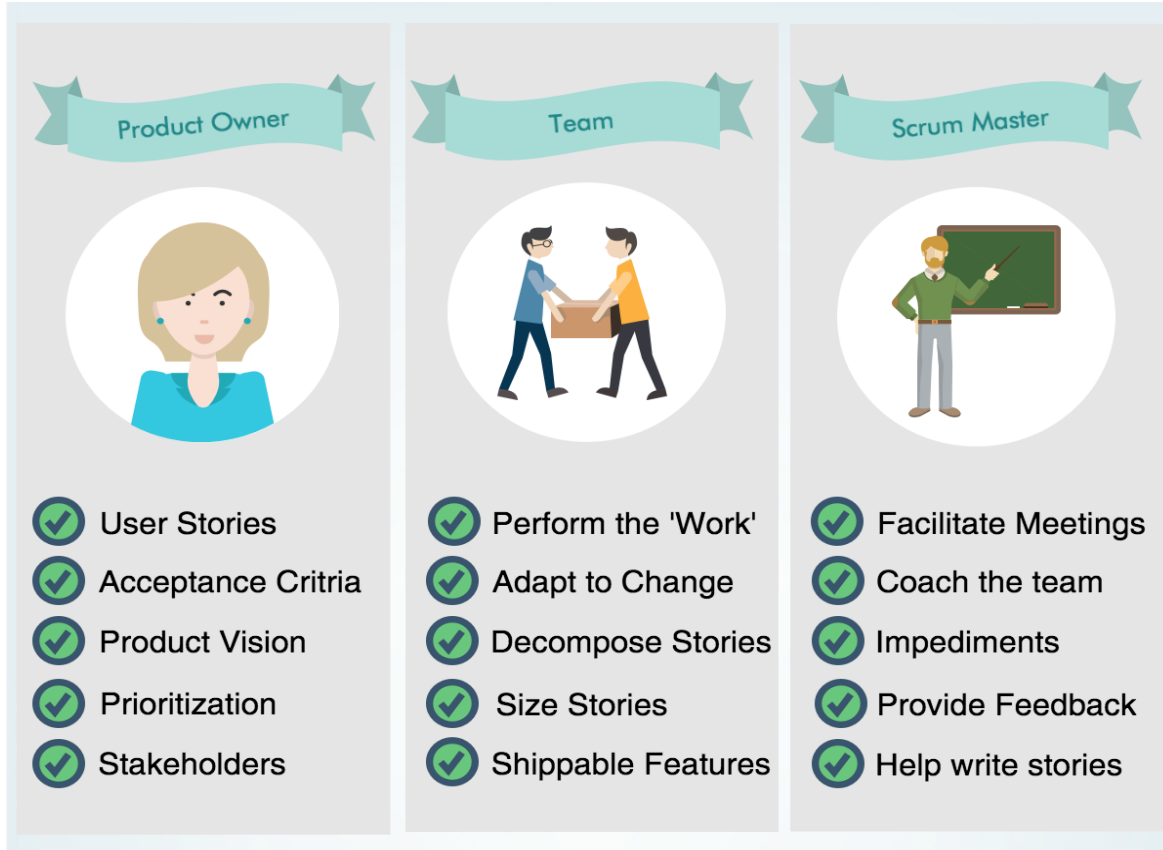 Product Owner
User Stories
Acceptance Critria
Product Vision
Prioritization
Stakeholders
Team
Perform the 'Work'
Adapt to Change
Decompose Stories
Size Stories
Shippable Features
Scrum Master
Facilitate Meetings
Coach the team
Impediments
Provide Feedback
Help write stories